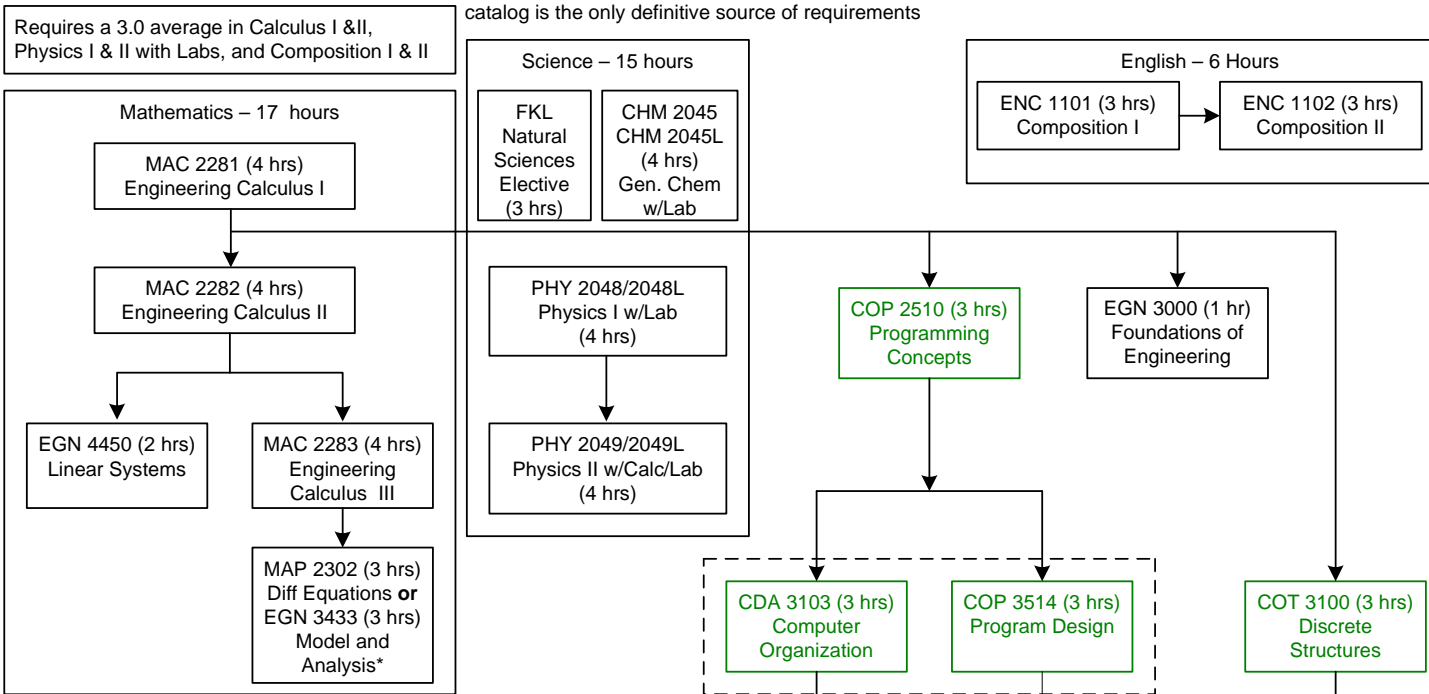 catalog is the only definitive source of requirements
Requires a 3.0 average in Calculus I &II,
Physics I & II with Labs, and Composition I & II
Mathematics – 17 hours
MAC 2281 (4 hrs)
Engineering Calculus I
MAC 2282 (4 hrs)
Engineering Calculus II
EGN 4450 (2 hrs)
Linear Systems
MAC 2283 (4 hrs)
Engineering
Calculus III
MAP 2302 (3 hrs)
Diff Equations or
EGN 3433 (3 hrs)
Model and
Analysis*
Science – 15 hours
FKL
Natural
Sciences
Elective
(3 hrs)
CHM 2045
CHM 2045L
(4 hrs)
Gen. Chem
w/Lab
PHY 2048/2048L
Physics I w/Lab
(4 hrs)
PHY 2049/2049L
Physics II w/Calc/Lab
(4 hrs)
English – 6 Hours
ENC 1101 (3 hrs)
Composition I
ENC 1102 (3 hrs)
Composition II
COP 2510 (3 hrs)
Programming
Concepts
EGN 3000 (1 hr)
Foundations of
Engineering
CDA 3103 (3 hrs)
Computer
Organization
COP 3514 (3 hrs)
Program Design
COT 3100 (3 hrs)
Discrete
Structures